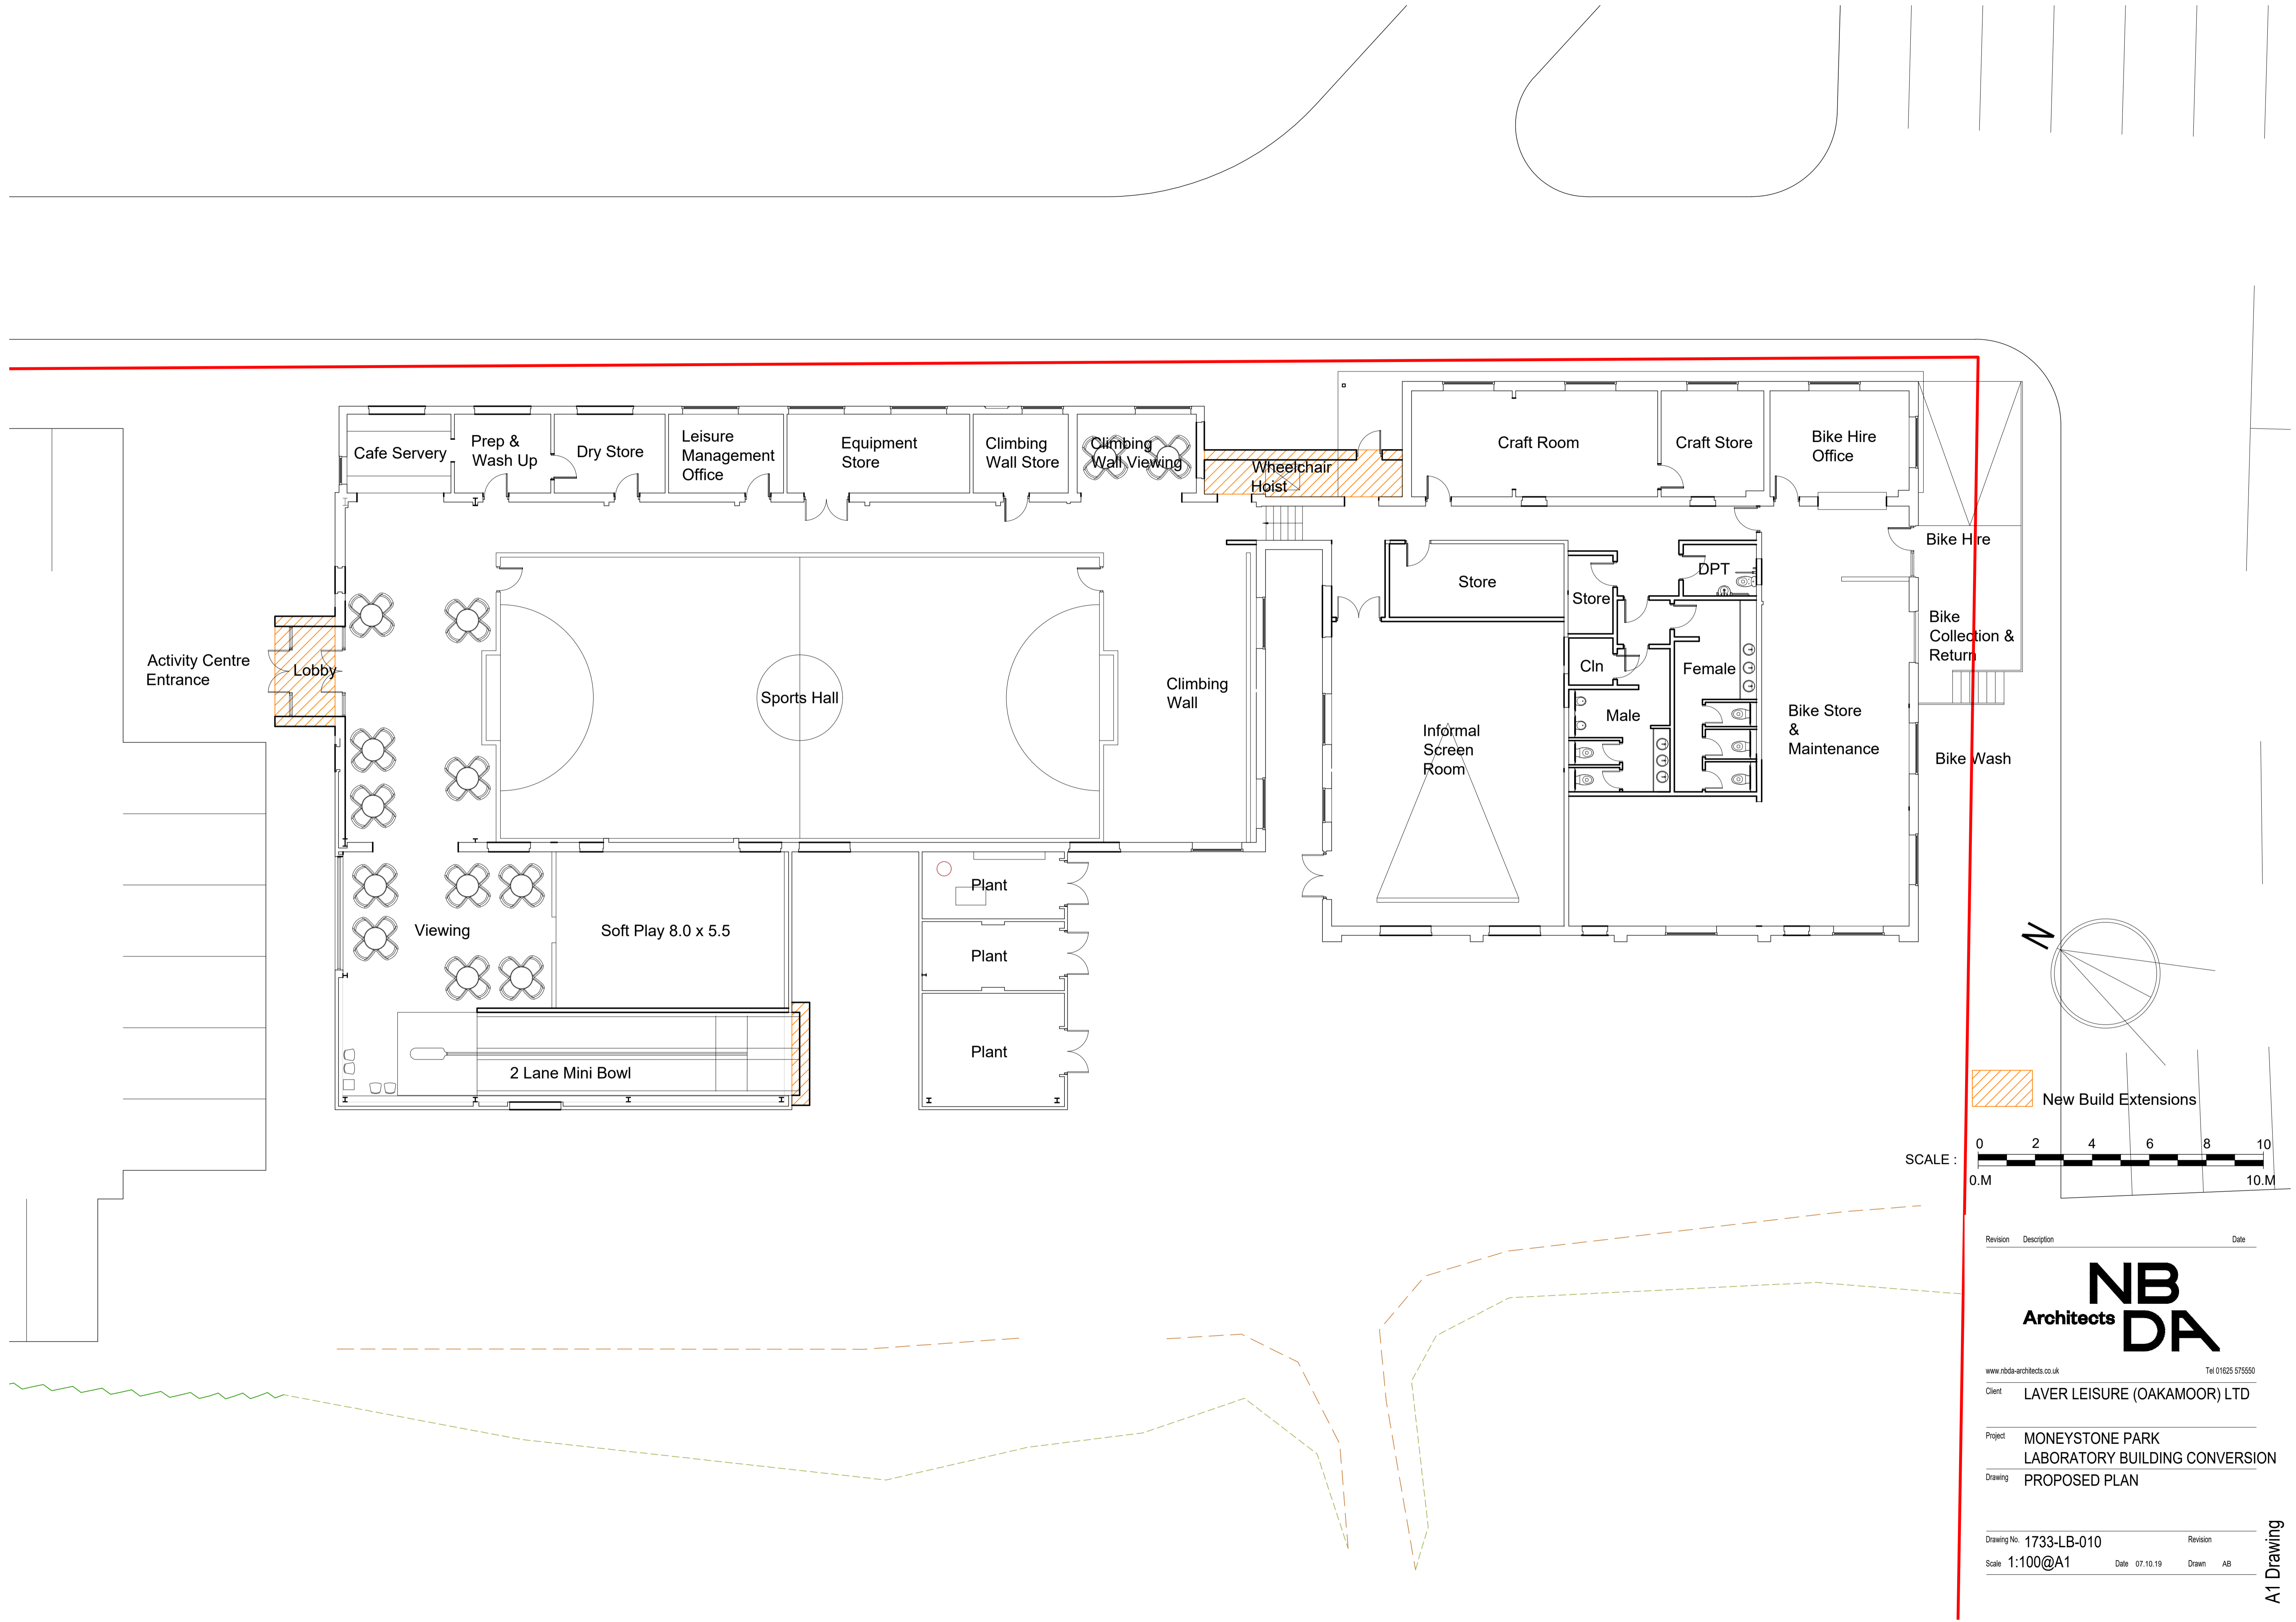 Cafe Servery
Prep &
Wash Up
Dry Store
Leisure
Management
Office
Equipment
Store
Climbing
Wall Store
Climbing
Wall Viewing
Wheelchair
Hoist
Craft Room
Craft Store
Bike Hire
Office
Bike Hire
Bike
Collection &
Return
Bike Wash
Activity Centre
Entrance
Lobby
Sports Hall
Climbing
Wall
Store
Store
DPT
Cln
Female
Male
Informal
Screen
Room
Bike Store
&
Maintenance
Viewing
Soft Play 8.0 x 5.5
2 Lane Mini Bowl
Plant
Plant
Plant
N
New Build Extensions
SCALE :
0 2 4 6 8 10
0.M 10.M
Revision Description Date
NB
Architects DA
www.nbda-architects.co.uk Tel 01625 575550
Client LAVER LEISURE (OAKAMOOR) LTD
Project MONEYSTONE PARK
LABORATORY BUILDING CONVERSION
Drawing PROPOSED PLAN
Drawing No. 1733-LB-010 Revision
Scale 1:100@A1 Date 07.10.19 Drawn AB
A1 Drawing